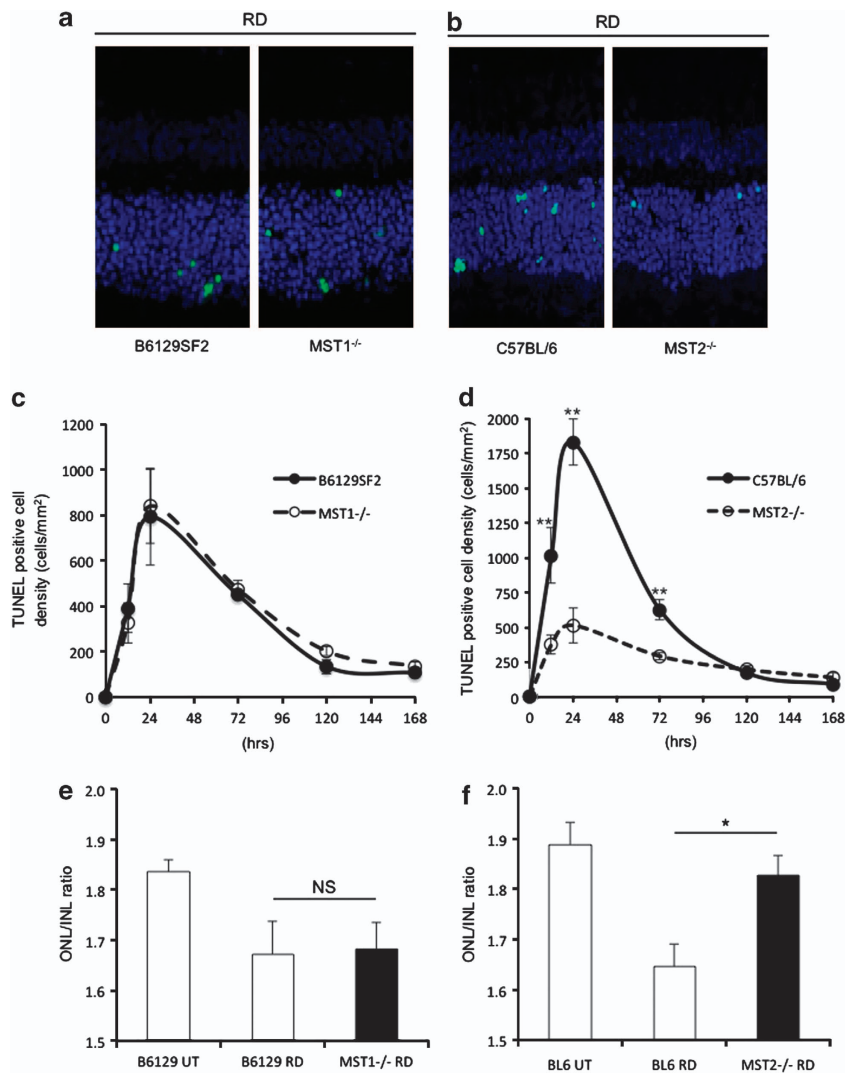 a
RD
B6129SF2
MST1-/-
b
RD
C57BL/6
MST2-/-
c
TUNEL positive cell
density (cells/mm2)
1200
1000
800
600
400
200
0
B6129SF2
MST1-/-
0 24 48 72 96 120 144 168
(hrs)
d
TUNEL positive cell density (cells/mm2)
2000
1750
1500
1250
1000
750
500
250
0
**
**
**
C57BL/6
MST2-/-
0 24 48 72 96 120 144 168
(hrs)
e
ONL/INL ratio
2.0
1.9
1.8
1.7
1.6
1.5
NS
B6129 UT B6129 RD MST1-/- RD
f
ONL/INL ratio
2.0
1.9
1.8
1.7
1.6
1.5
*
BL6 UT BL6 RD MST2-/- RD